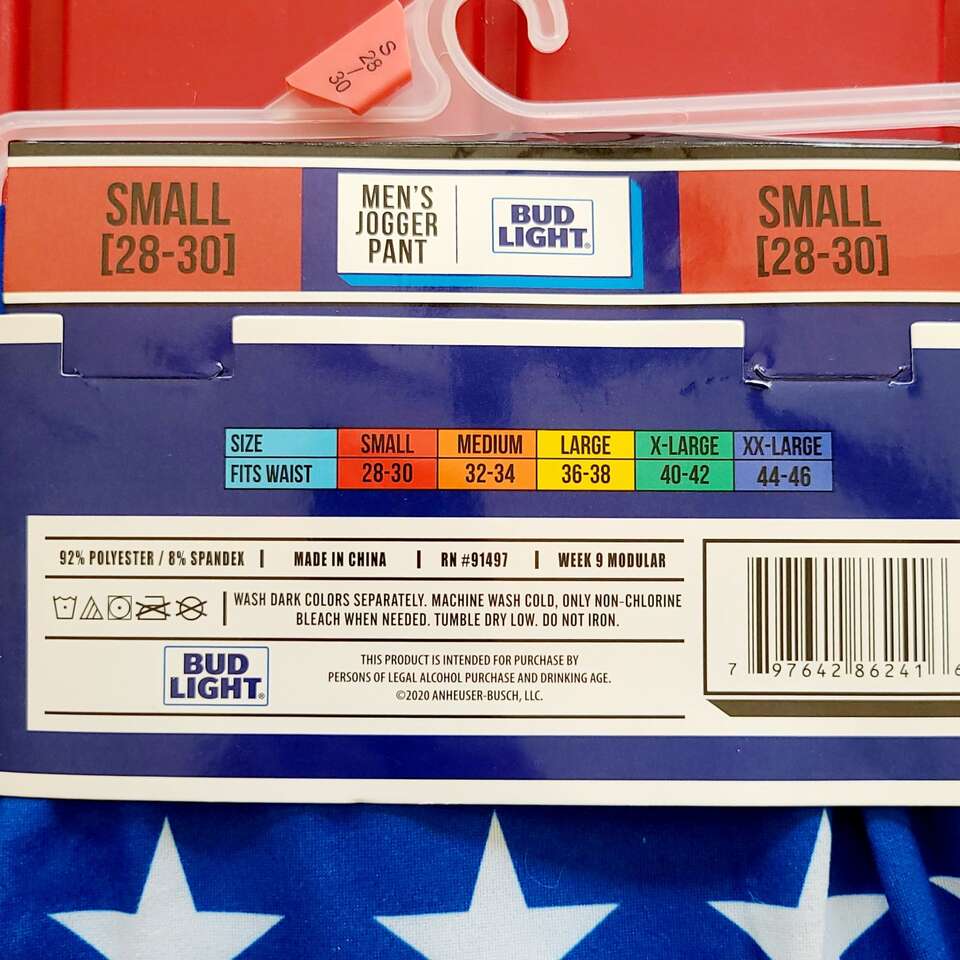 S
28/30
SMALL
[28-30]
MEN'S
JOGGER
PANT
BUD
LIGHT®
SMALL
[28-30]
SIZE SMALL MEDIUM LARGE X-LARGE XX-LARGE
FITS WAIST 28-30 32-34 36-38 40-42 44-46
92% POLYESTER / 8% SPANDEX | MADE IN CHINA | RN #91497 | WEEK 9 MODULAR
WASH DARK COLORS SEPARATELY. MACHINE WASH COLD, ONLY NON-CHLORINE
BLEACH WHEN NEEDED. TUMBLE DRY LOW. DO NOT IRON.
BUD
LIGHT®
THIS PRODUCT IS INTENDED FOR PURCHASE BY
PERSONS OF LEGAL ALCOHOL PURCHASE AND DRINKING AGE.
©2020 ANHEUSER-BUSCH, LLC.
7 97642 86241 6